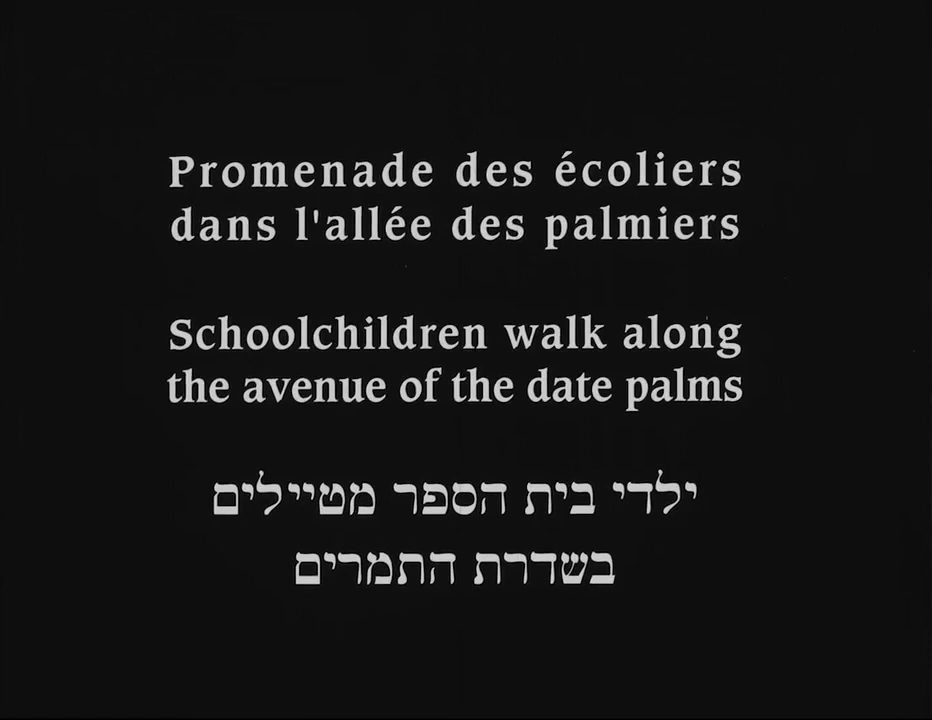 Promenade des écoliers
dans l'allée des palmiers
Schoolchildren walk along
the avenue of the date palms
ילדי בית הספר מטיילים
בשדרת התמרים